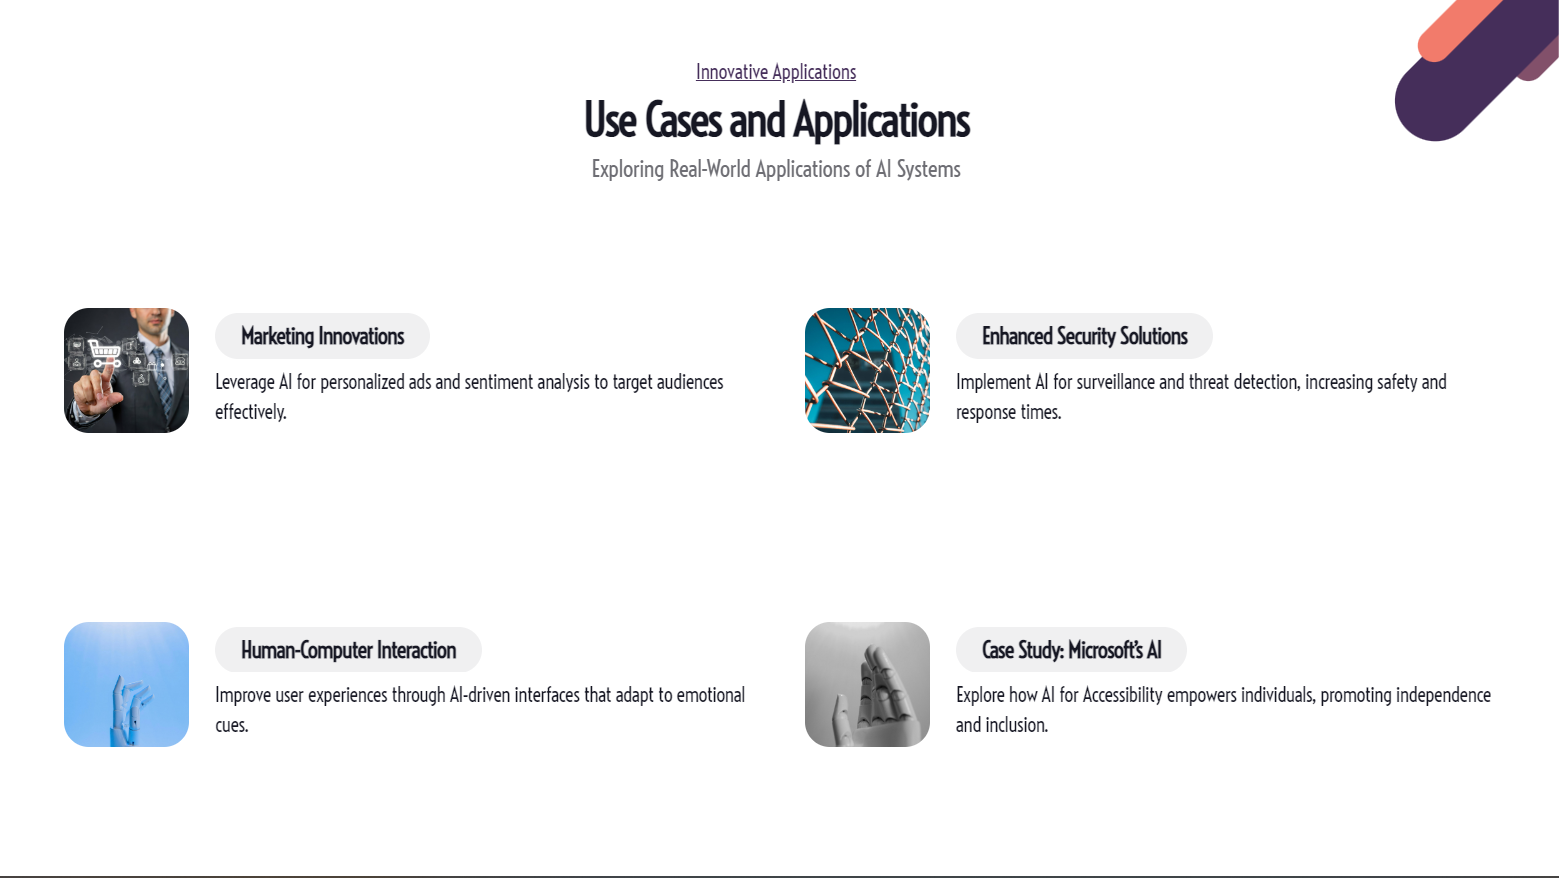 Innovative Applications
Use Cases and Applications
Exploring Real-World Applications of AI Systems
Marketing Innovations
Leverage AI for personalized ads and sentiment analysis to target audiences
effectively.
Enhanced Security Solutions
Implement AI for surveillance and threat detection, increasing safety and
response times.
Human-Computer Interaction
Improve user experiences through AI-driven interfaces that adapt to emotional
cues.
Case Study: Microsoft’s AI
Explore how AI for Accessibility empowers individuals, promoting independence
and inclusion.